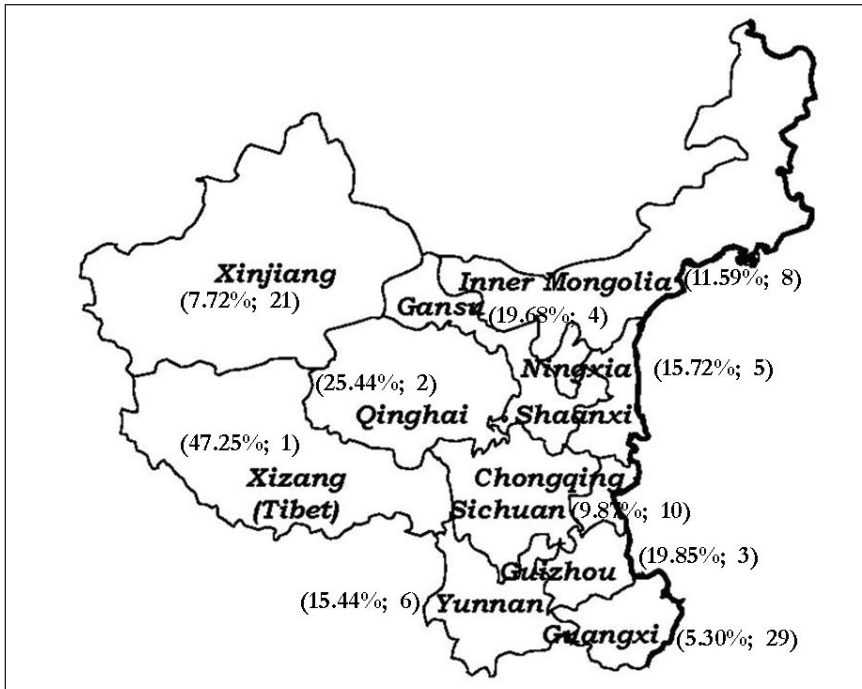 Xinjiang
(7.72%; 21)
Inner Mongolia
(11.59%; 8)
Gansu
(19.68%; 4)
Ningxia
(15.72%; 5)
(25.44%; 2)
Qinghai
Shaanxi
(47.25%; 1)
Xizang
(Tibet)
Chongqing
Sichuan
(9.87%; 10)
(19.85%; 3)
Guizhou
(15.44%; 6)
Yunnan
Guangxi
(5.30%; 29)